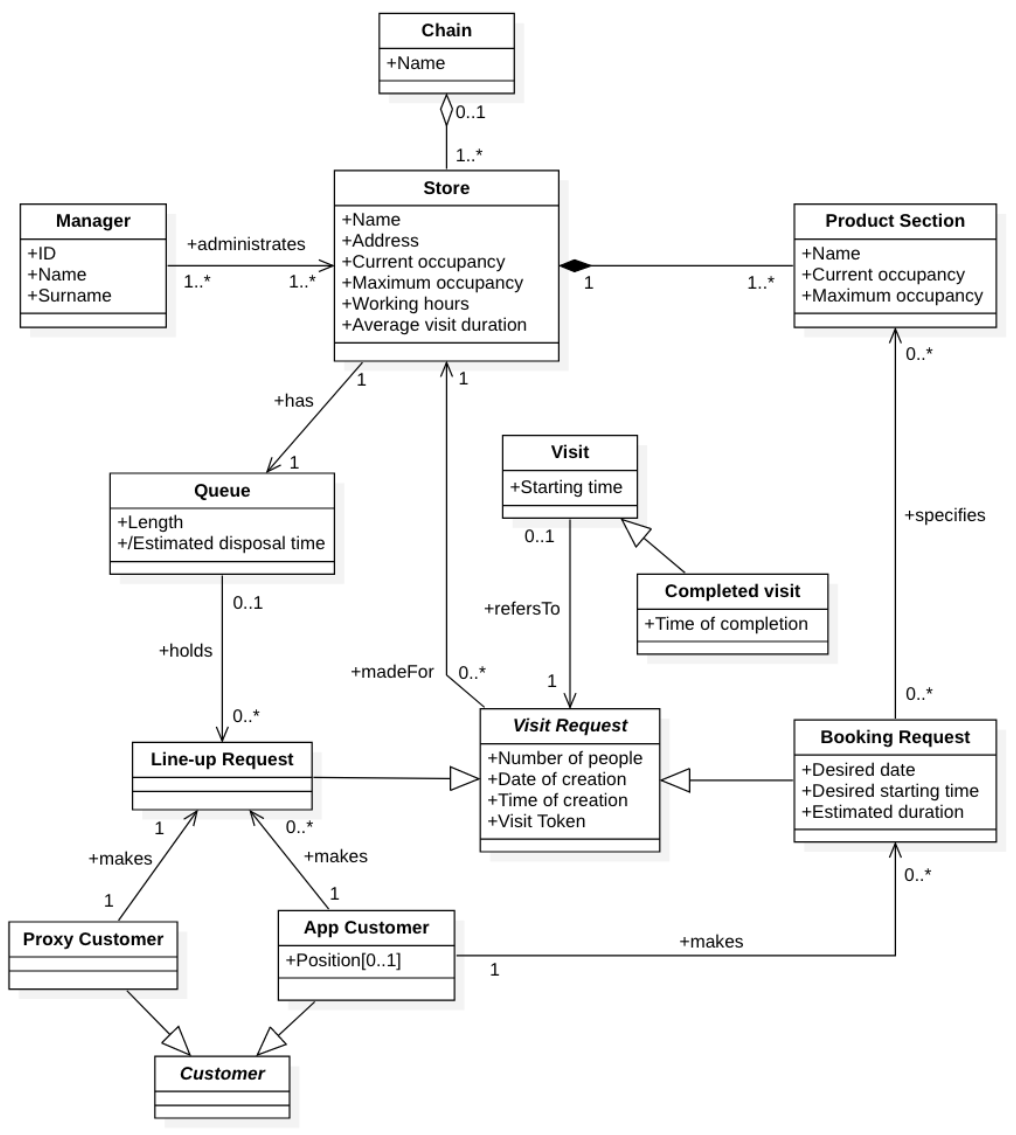 Chain
+Name
0..1
1..*
Manager
+ID
+Name
+Surname
+administrates
1..*
1..*
Store
+Name
+Address
+Current occupancy
+Maximum occupancy
+Working hours
+Average visit duration
1
1..*
Product Section
+Name
+Current occupancy
+Maximum occupancy
1
+has
1
1
0..*
Queue
+Length
+/Estimated disposal time
Visit
+Starting time
0..1
+specifies
Completed visit
+Time of completion
0..1
+refersTo
+holds
+madeFor
0..*
1
0..*
0..*
Line-up Request
Visit Request
+Number of people
+Date of creation
+Time of creation
+Visit Token
Booking Request
+Desired date
+Desired starting time
+Estimated duration
1
0..*
+makes
+makes
0..*
1
1
Proxy Customer
App Customer
+Position[0..1]
+makes
1
Customer